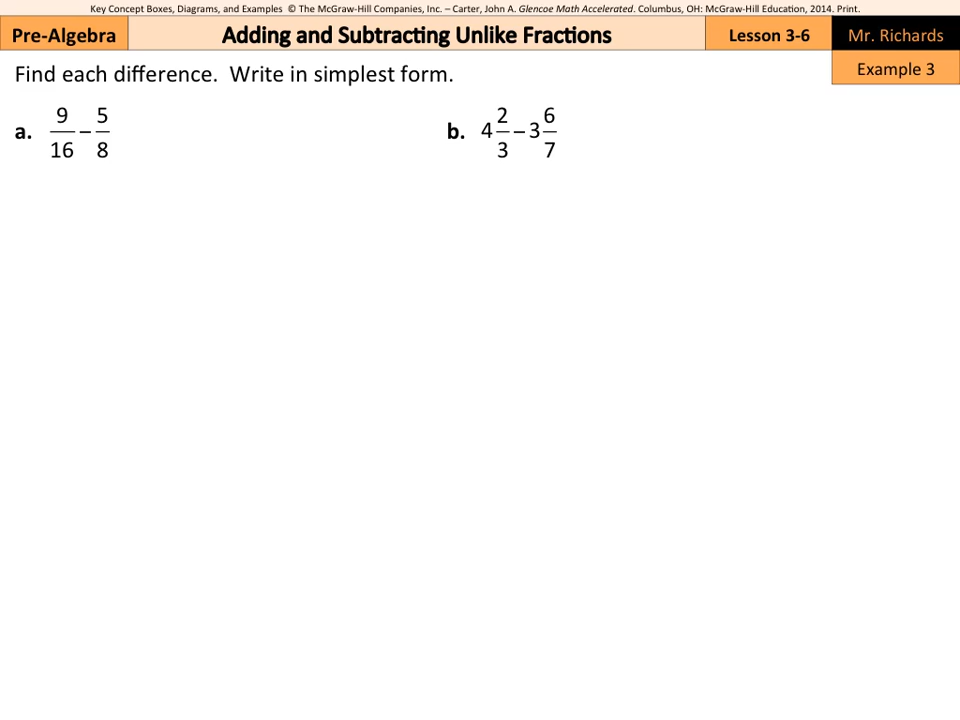 Key Concept Boxes, Diagrams, and Examples © The McGraw-Hill Companies, Inc. – Carter, John A. Glencoe Math Accelerated. Columbus, OH: McGraw-Hill Education, 2014. Print.
Pre-Algebra Adding and Subtracting Unlike Fractions Lesson 3-6 Mr. Richards
Example 3
Find each difference. Write in simplest form.
a. 9/16 – 5/8 b. 4 2/3 – 3 6/7